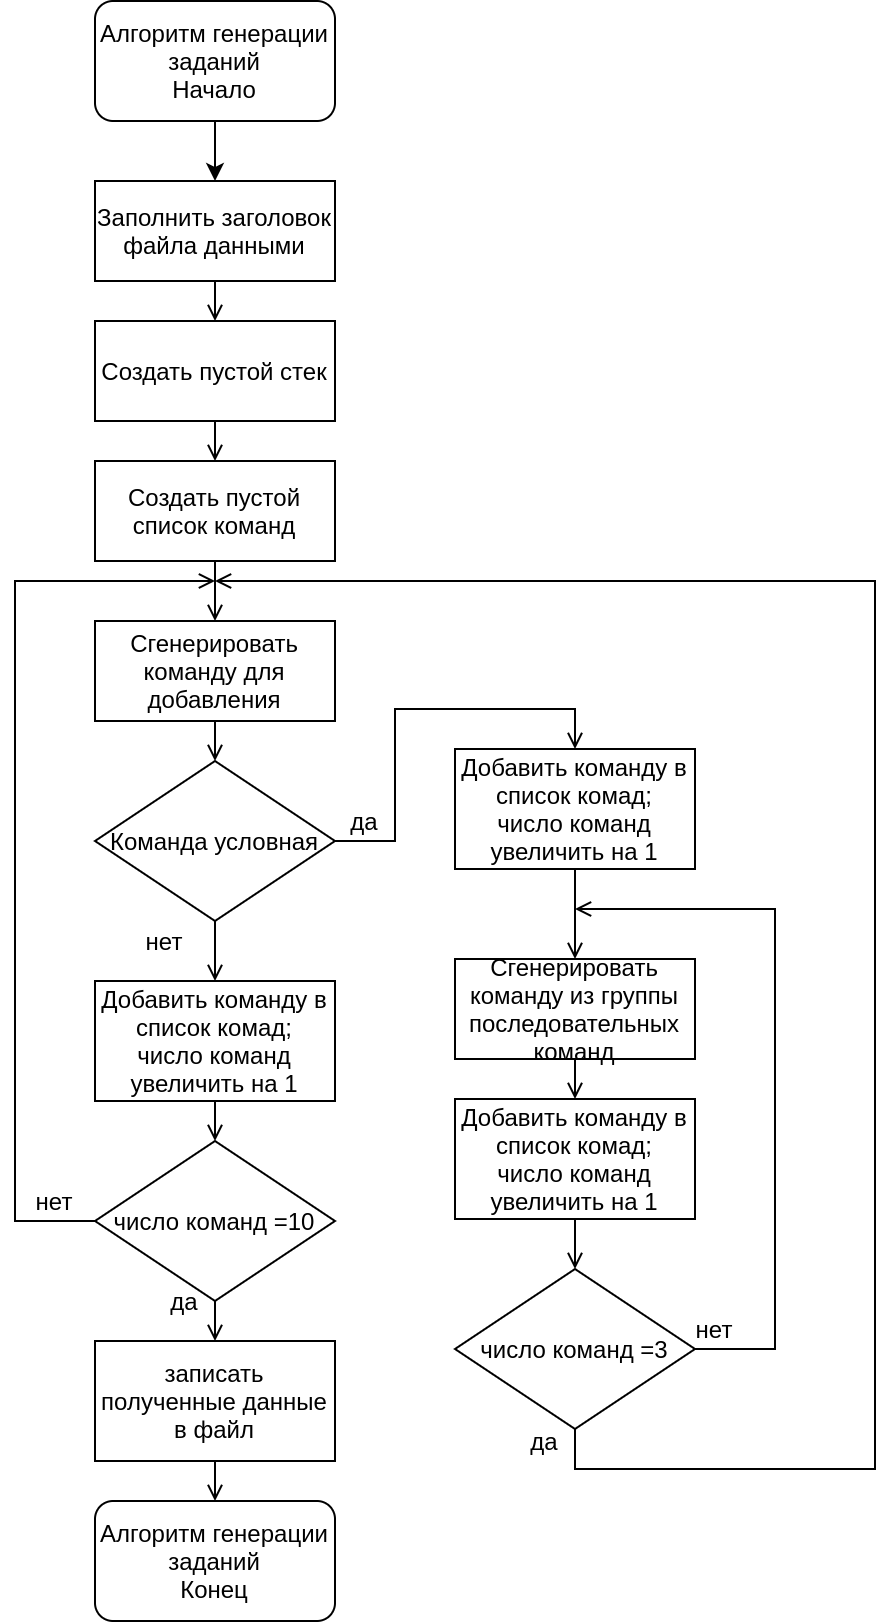 Алгоритм генерации
заданий
Начало
Заполнить заголовок
файла данными
Создать пустой стек
Создать пустой
список команд
Сгенерировать
команду для
добавления
Команда условная
да
нет
Добавить команду в
список комад;
число команд
увеличить на 1
число команд =10
нет
да
записать
полученные данные
в файл
Алгоритм генерации
заданий
Конец
Добавить команду в
список комад;
число команд
увеличить на 1
Сгенерировать
команду из группы
последовательных
команд
Добавить команду в
список комад;
число команд
увеличить на 1
число команд =3
нет
да